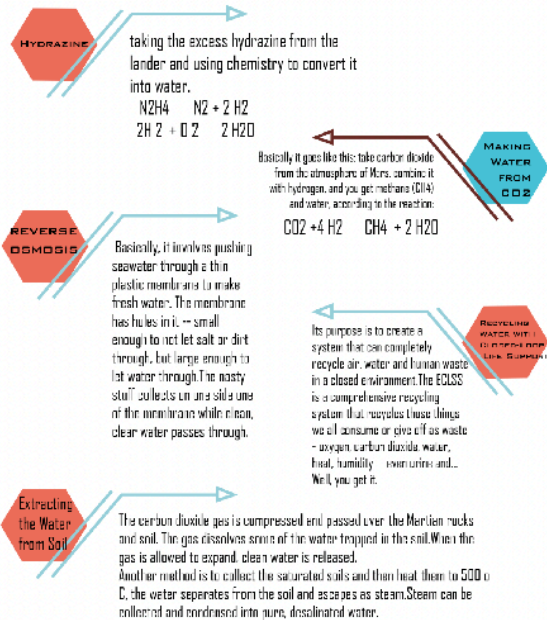 HYDRAZINE
taking the excess hydrazine from the
lander and using chemistry to convert it
into water.
N2H4 N2 + 2 H2
2H 2 + O 2 2 H2O
MAKING
WATER
FROM
CO2
Basically it goes like this: take carbon dioxide
from the atmosphere of Mars, combine it
with hydrogen, and you get methane (CH4)
and water, according to the reaction:
CO2 +4 H2 CH4 + 2 H2O
REVERSE
OSMOSIS
Basically, it involves pushing
seawater through a thin
plastic membrane to make
fresh water. The membrane
has holes in it -- small
enough to not let salt or dirt
through, but large enough to
let water through.The nasty
stuff collects on one side one
of the membrane while clean,
clear water passes through.
RECYCLING
WATER WITH
CLOSED-LOOP
LIFE SUPPORT
Its purpose is to create a
system that can completely
recycle air, water and human waste
in a closed environment.The ECLSS
is a comprehensive recycling
system that recycles those things
we all consume or give off as waste
- oxygen, carbon dioxide, water,
heat, humidity even urine and...
Well, you get it.
Extracting
the Water
from Soil
The carbon dioxide gas is compressed and passed over the Martian rocks
and soil. The gas dissolves some of the water trapped in the soil.When the
gas is allowed to expand, clean water is released.
Another method is to collect the saturated soils and then heat them to 500 o
C, the water separates from the soil and escapes as steam.Steam can be
collected and condensed into pure, desalinated water.